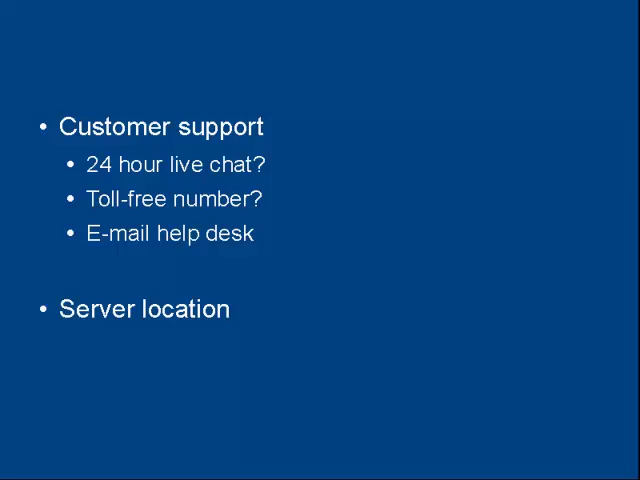 • Customer support
• 24 hour live chat?
• Toll-free number?
• E-mail help desk
• Server location